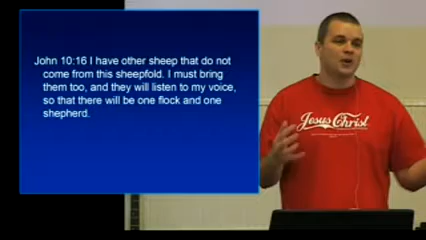 John 10:16 I have other sheep that do not
come from this sheepfold. I must bring
them too, and they will listen to my voice,
so that there will be one flock and one
shepherd.
Jesus Christ